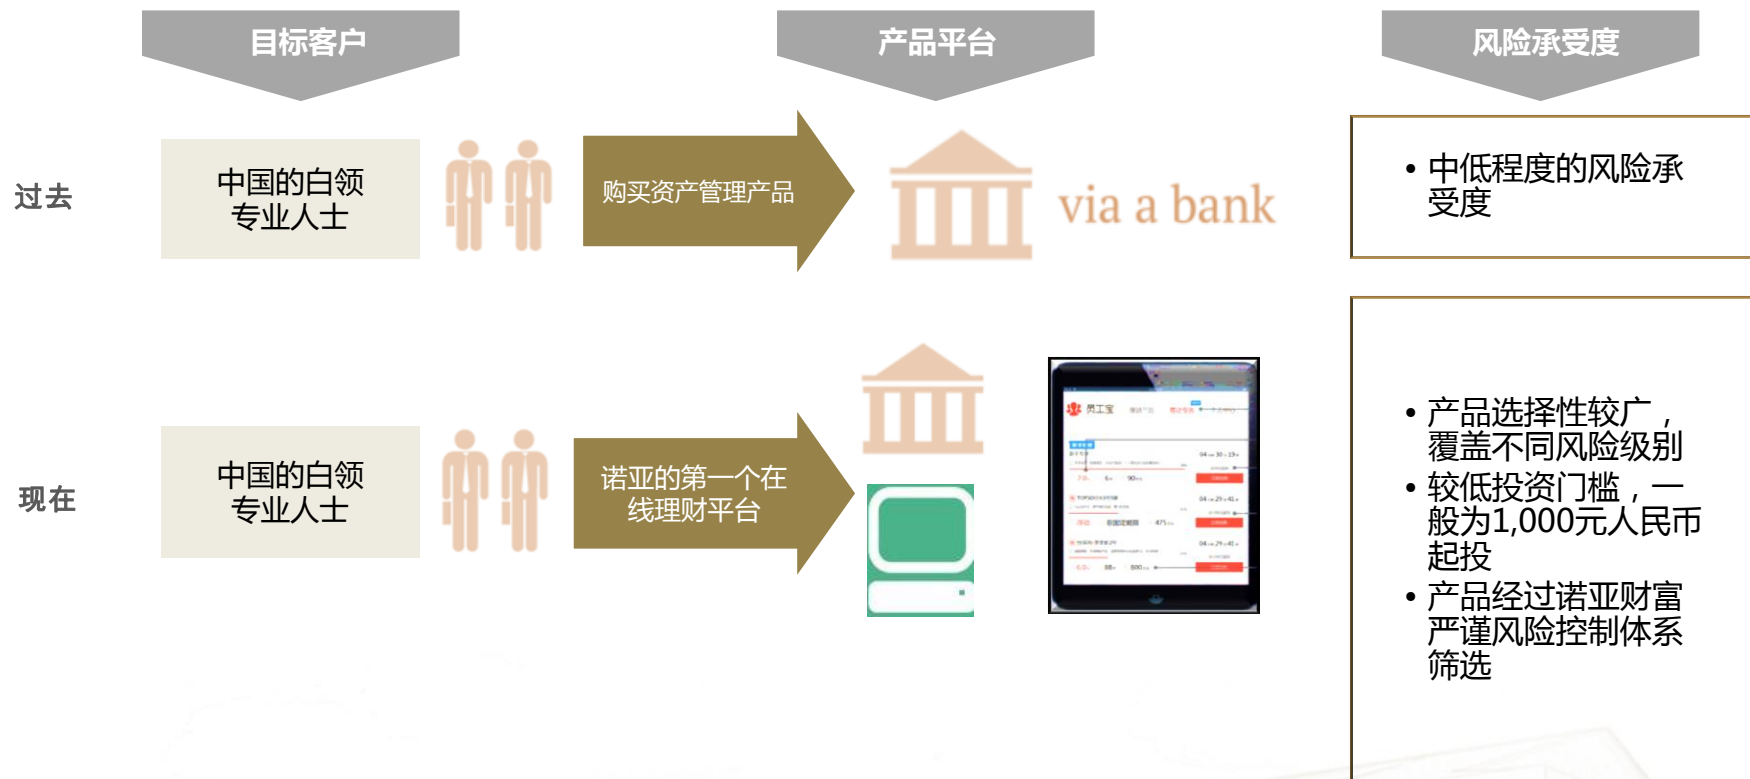 目标客户
产品平台
风险承受度
过去
中国的白领
专业人士
购买资产管理产品
via a bank
• 中低程度的风险承
受度
现在
中国的白领
专业人士
诺亚的第一个在
线理财平台
员工宝
• 产品选择性较广，
覆盖不同风险级别
• 较低投资门槛，一
般为1,000元人民币
起投
• 产品经过诺亚财富
严谨风险控制体系
筛选